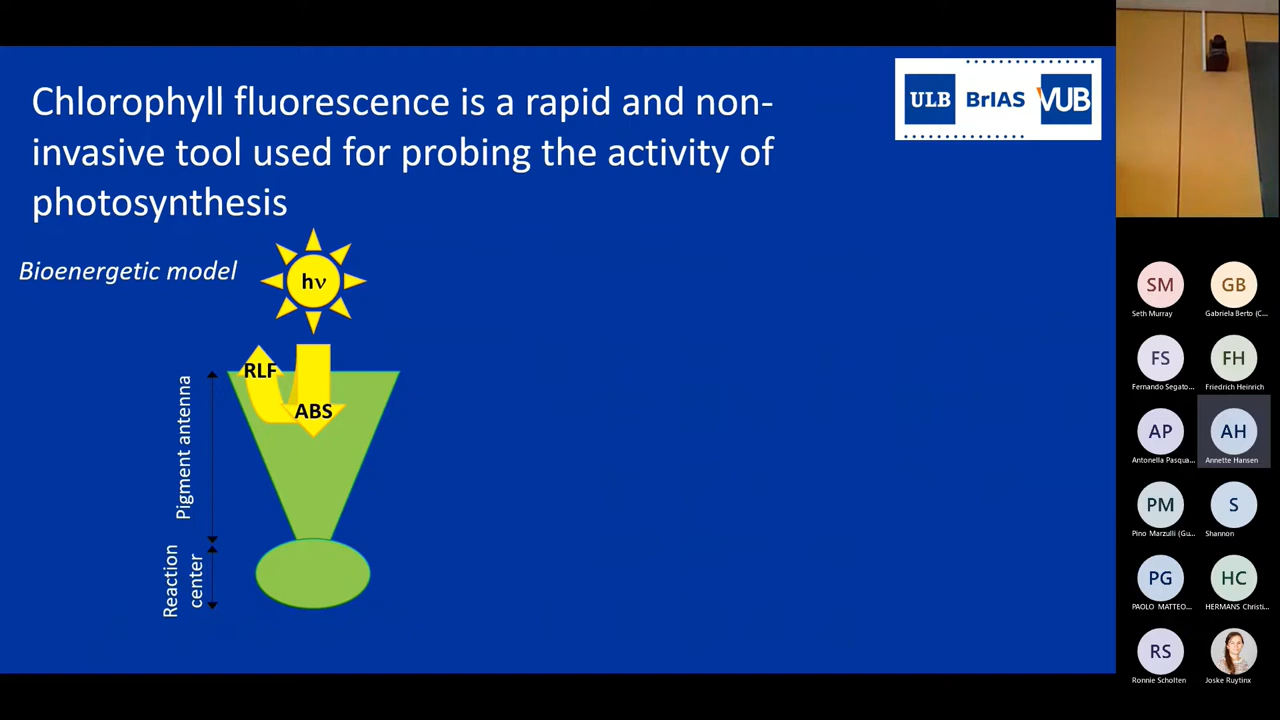 Chlorophyll fluorescence is a rapid and non-
invasive tool used for probing the activity of
photosynthesis
ULB BrIAS VUB
Bioenergetic model
hν
RLF
ABS
Pigment antenna
Reaction
center
SM
Seth Murray
GB
Gabriela Berto (C...
FS
Fernando Segato...
FH
Friedrich Heinrich
AP
Antonella Pasqua...
AH
Annette Hansen
PM
Pino Marzulli (Gu...
S
Shannon
PG
PAOLO MATTEO...
HC
HERMANS Christi...
RS
Ronnie Scholten
Joske Ruytinx